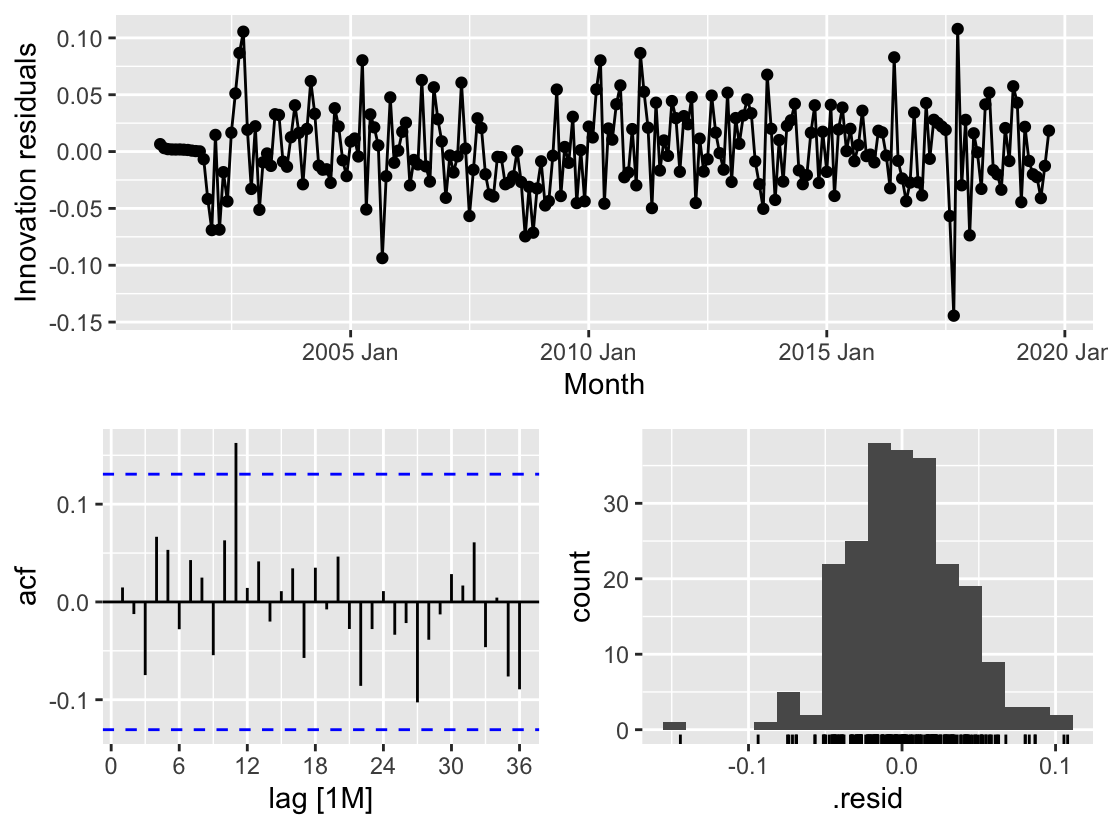 Innovation residuals
0.10
0.05
0.00
-0.05
-0.10
-0.15
2005 Jan
2010 Jan
2015 Jan
2020 Jar
Month
acf
0.1
0.0
-0.1
0
6
12
18
24
30
36
lag [1M]
count
30
20
10
0
-0.1
0.0
0.1
.resid